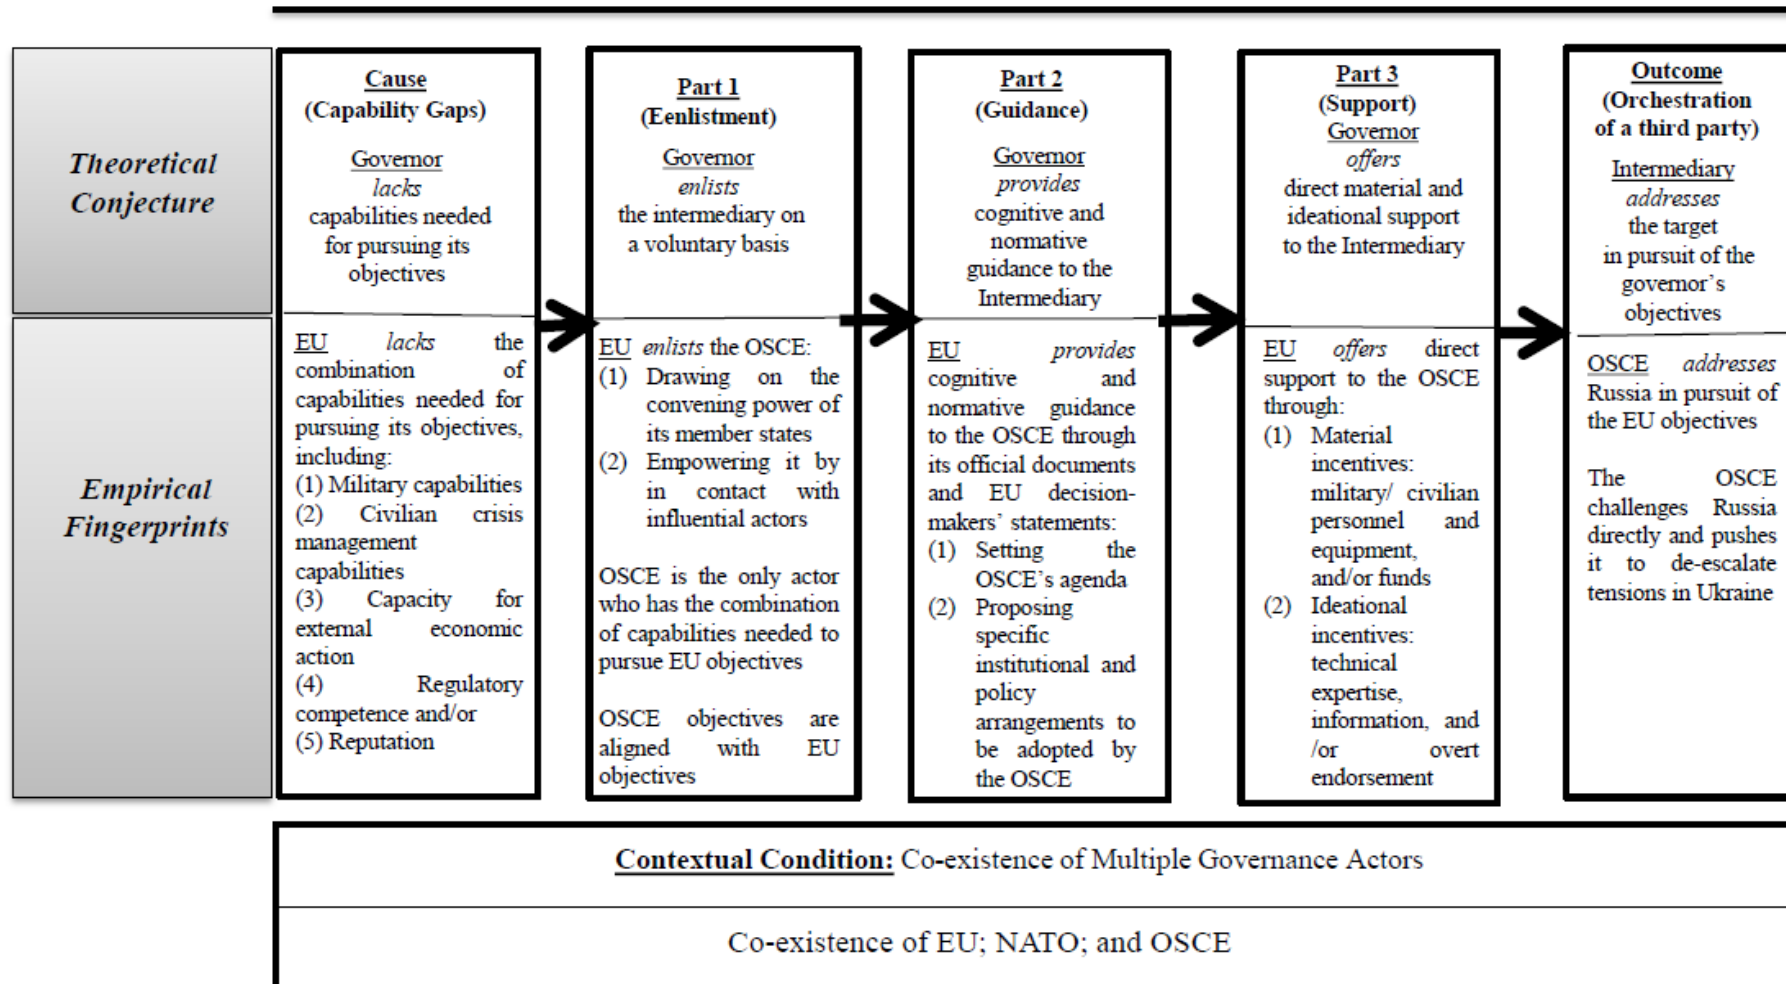 Theoretical
Conjecture
Cause
(Capability Gaps)
Governor
lacks
capabilities needed
for pursuing its
objectives
Part 1
(Eenlistment)
Governor
enlists
the intermediary on
a voluntary basis
Part 2
(Guidance)
Governor
provides
cognitive and
normative
guidance to the
Intermediary
Part 3
(Support)
Governor
offers
direct material and
ideational support
to the Intermediary
Outcome
(Orchestration
of a third party)
Intermediary
addresses
the target
in pursuit of the
governor's
objectives
Empirical
Fingerprints
EU lacks the
combination of
capabilities needed for
pursuing its objectives,
including:
(1) Military capabilities
(2) Civilian crisis
management
capabilities
(3) Capacity for
external economic
action
(4) Regulatory
competence and/or
(5) Reputation
EU enlists the OSCE:
(1) Drawing on the
convening power of
its member states
(2) Empowering it by
in contact with
influential actors
OSCE is the only actor
who has the combination
of capabilities needed to
pursue EU objectives
OSCE objectives are
aligned with EU
objectives
EU provides
cognitive and
normative guidance
to the OSCE through
its official documents
and EU decision-
makers' statements:
(1) Setting the
OSCE's agenda
(2) Proposing
specific
institutional and
policy
arrangements to
be adopted by
the OSCE
EU offers direct
support to the OSCE
through:
(1) Material
incentives:
military/ civilian
personnel and
equipment,
and/or funds
(2) Ideational
incentives:
technical
expertise,
information, and
/or overt
endorsement
OSCE addresses
Russia in pursuit of
the EU objectives
The OSCE
challenges Russia
directly and pushes
it to de-escalate
tensions in Ukraine
Contextual Condition: Co-existence of Multiple Governance Actors
Co-existence of EU; NATO; and OSCE